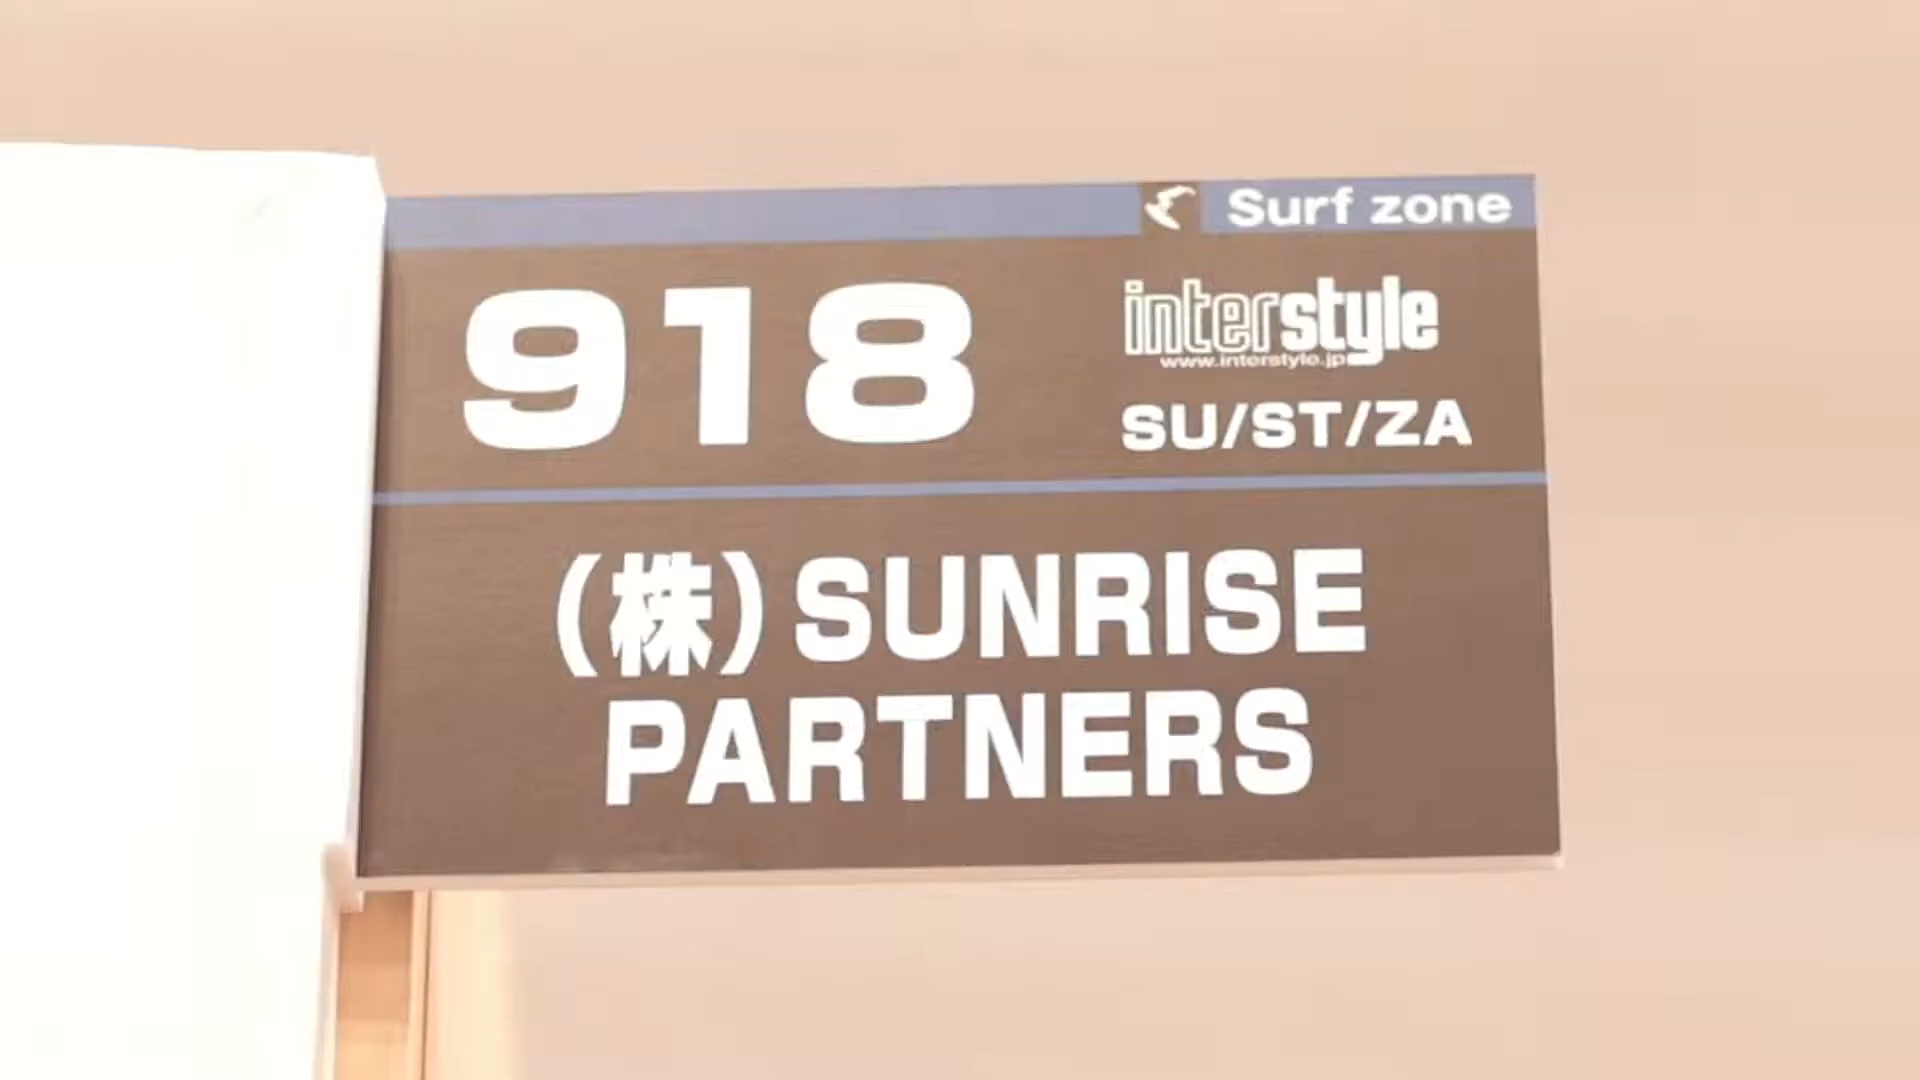 Surf zone
918
interstyle
www.interstyle.jp
SU/ST/ZA
(株)SUNRISE
PARTNERS